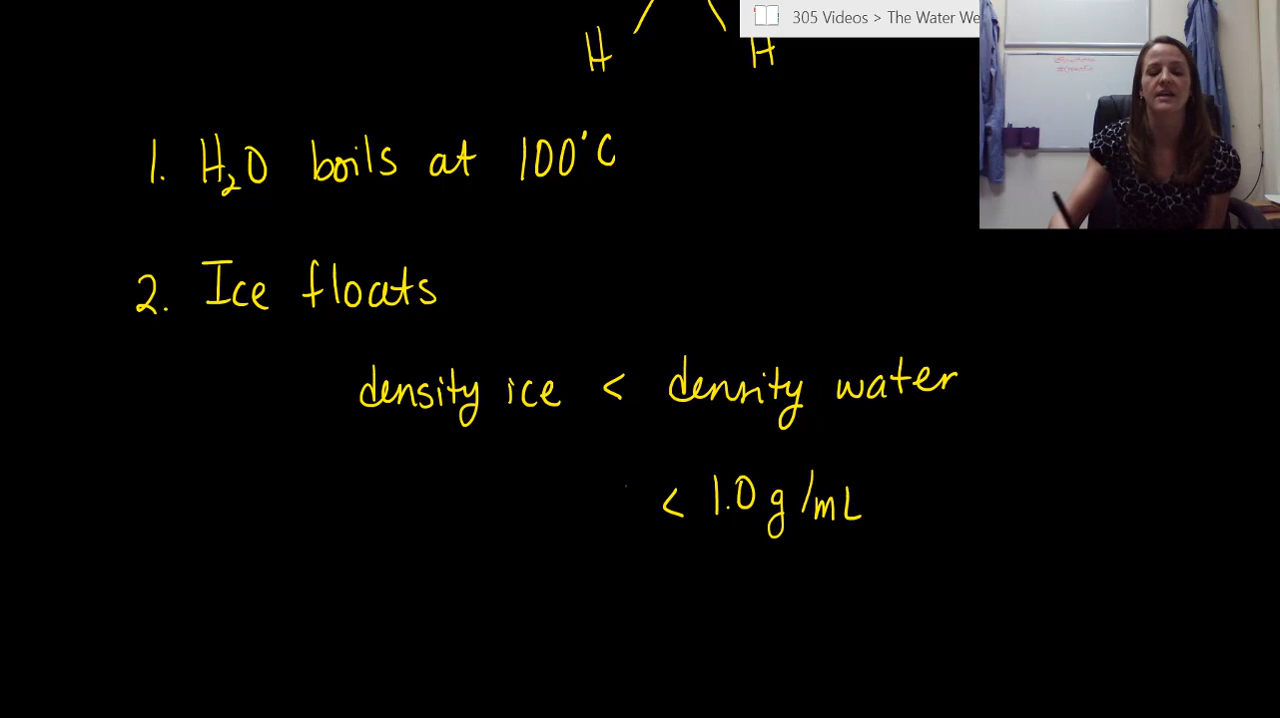 305 Videos > The Water We
H H
1. H₂O boils at 100°C
2. Ice floats
density ice < density water
< 1.0 g/mL